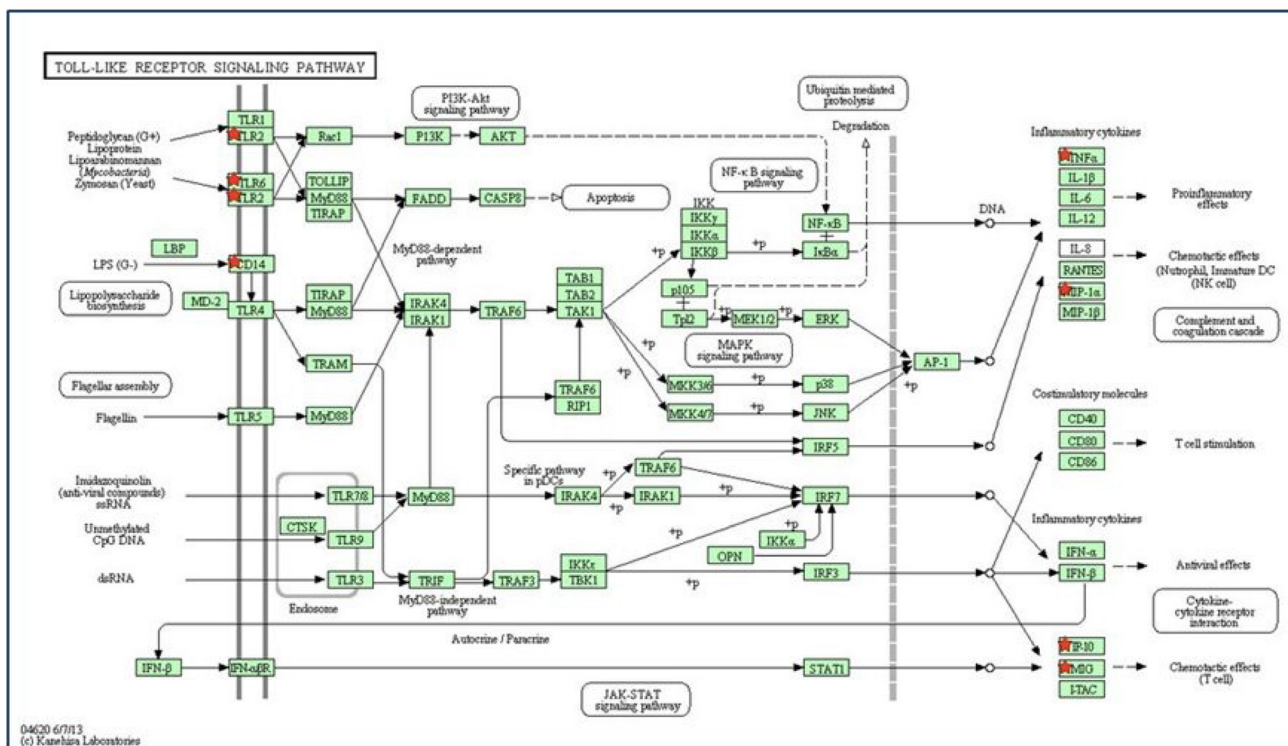 TOLL-LIKE RECEPTOR SIGNALING PATHWAY
PI3K-Akt
signaling pathway
Ubiquitin mediated
proteolysis
Degradation
Peptidoglycan (G+)
Lipoprotein
Lipoarabinomannan
(Mycobacteria)
Zymosan (Yeast)
TLR1
TLR2
Rac1
PI3K
AKT
TLR6
TLR2
TOLLIP
MyD88
TIRAP
FADD
CASP8
Apoptosis
NF-κB signaling
pathway
IKK
IKKγ
IKKα
IKKβ
+p
+p
NF-κB
+
IκBα
DNA
Inflammatory cytokines
TNFα
IL-1β
IL-6
IL-12
Proinflammatory
effects
IL-8
RANTES
MIP-1α
MIP-1β
Chemotactic effects
(Nutrophil, Immature DC
(NK cell)
Complement and
coagulation cascade
LBP
LPS (G-)
CD14
MyD88-dependent
pathway
Lipopolysaccharide
biosynthesis
MD-2
TLR4
TIRAP
MyD88
IRAK4
IRAK1
TRAF6
TAB1
TAB2
TAK1
p105
+
Tpl2
+p
MEK1/2
+p
ERK
MAPK
signaling pathway
TRAM
Flagellar assembly
Flagellin
TLR5
MyD88
TRAF6
RIP1
+p
+p
MKK3/6
+p
p38
MKK4/7
+p
JNK
AP-1
+p
Costimulatory molecules
CD40
CD80
CD86
T cell stimulation
IRF5
Imidazoquinolin
(anti-viral compounds)
ssRNA
TLR7/8
MyD88
Specific pathway
in pDCs
IRAK4
+p
TRAF6
+p
IRAK1
+p
+p
IRF7
Unmethylated
CpG DNA
CTSK
TLR9
+p
IKKα
+p
OPN
Inflammatory cytokines
IFN-α
IFN-β
Antiviral effects
dsRNA
TLR3
TRIF
TRAF3
IKKε
TBK1
+p
IRF3
Endosome
MyD88-independent
pathway
Cytokine-
cytokine receptor
interaction
Autocrine / Paracrine
IFN-β
IFN-αβR
STAT1
IP-10
MIG
I-TAC
Chemotactic effects
(T cell)
JAK-STAT
signaling pathway
04620 6/7/13
(c) Kanehisa Laboratories